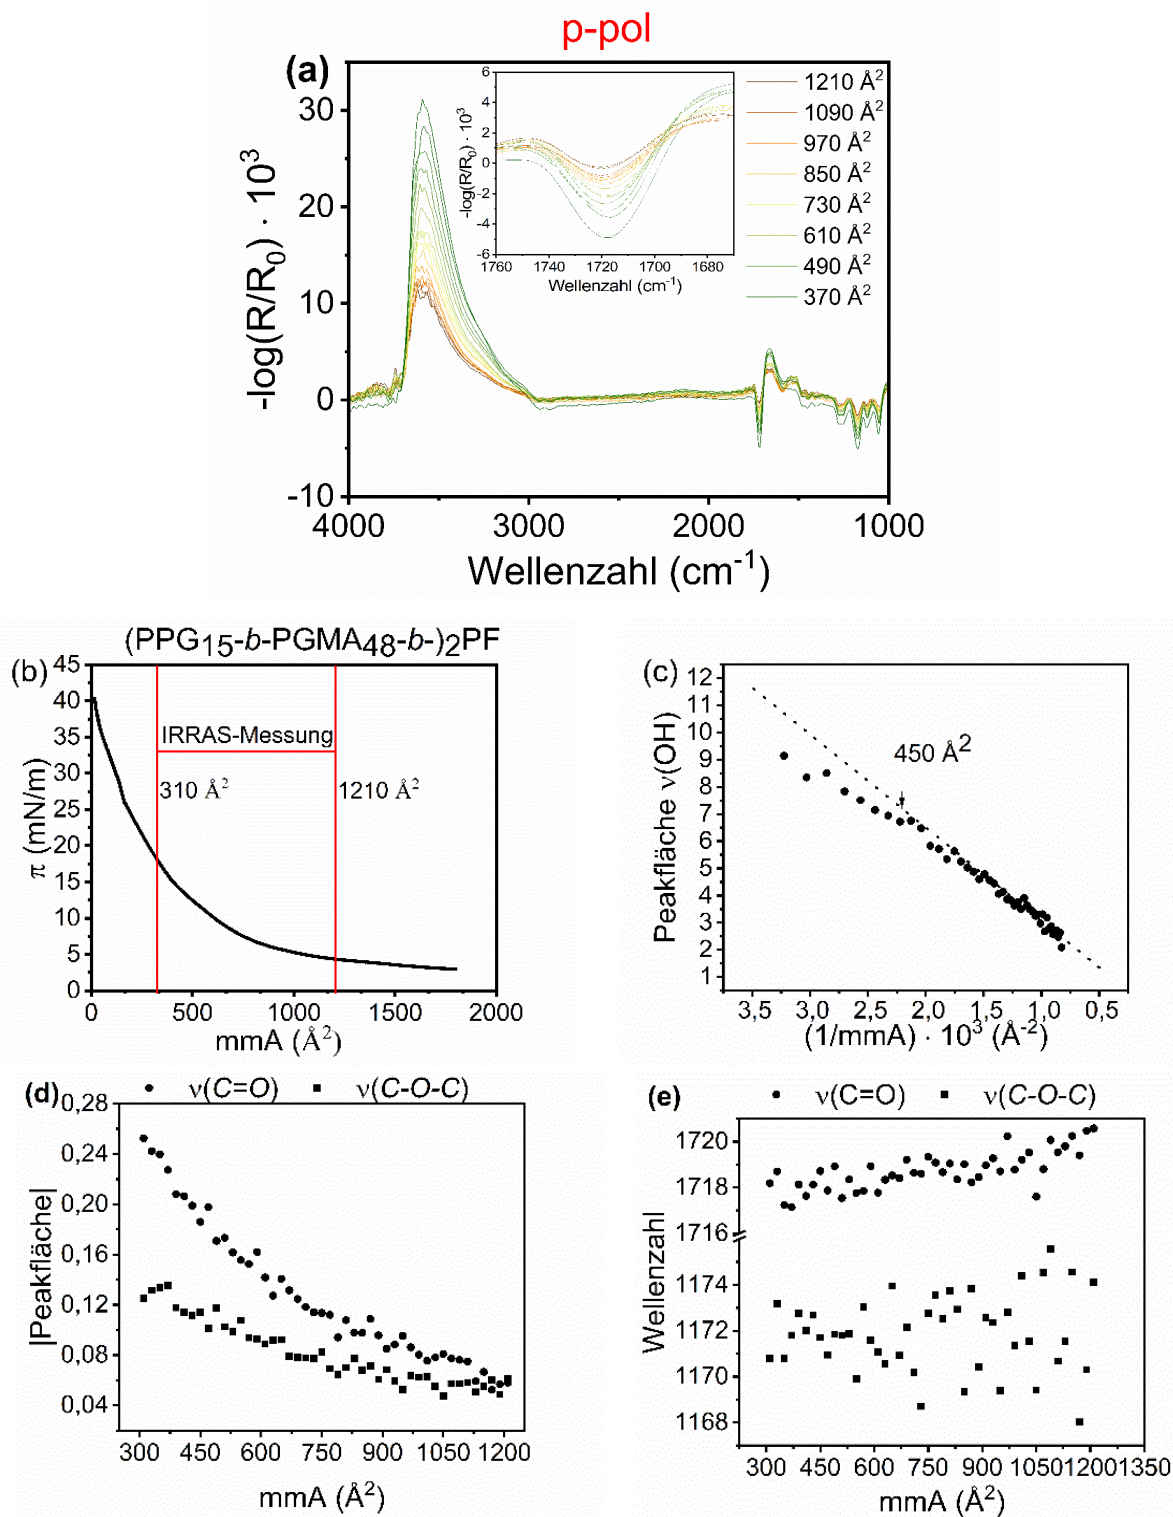 p-pol
(a)
-log(R/R0) · 10³
30
20
10
0
-10
4000 3000 2000 1000
Wellenzahl (cm-1)
1210 Å2
1090 Å2
970 Å2
850 Å2
730 Å2
610 Å2
490 Å2
370 Å2
-log(R/R0) · 10³
6
4
2
0
-2
-4
-6
1760 1740 1720 1700 1680
Wellenzahl (cm-1)
(PPG15-b-PGMA48-b-)2PF
(b)
π (mN/m)
45
40
35
30
25
20
15
10
5
0
IRRAS-Messung
310 Å2
1210 Å2
0 500 1000 1500 2000
mmA (Å2)
(c)
Peakfläche ν(OH)
12
11
10
9
8
7
6
5
4
3
2
1
450 Å2
3,5 3,0 2,5 2,0 1,5 1,0 0,5
(1/mmA) · 10³ (Å-2)
(d)
ν(C=O) ν(C-O-C)
|Peakfläche|
0,28
0,24
0,20
0,16
0,12
0,08
0,04
300 450 600 750 900 1050 1200
mmA (Å2)
(e)
ν(C=O) ν(C-O-C)
Wellenzahl
1720
1718
1716
1174
1172
1170
1168
300 450 600 750 900 1050 1200 1350
mmA (Å2)